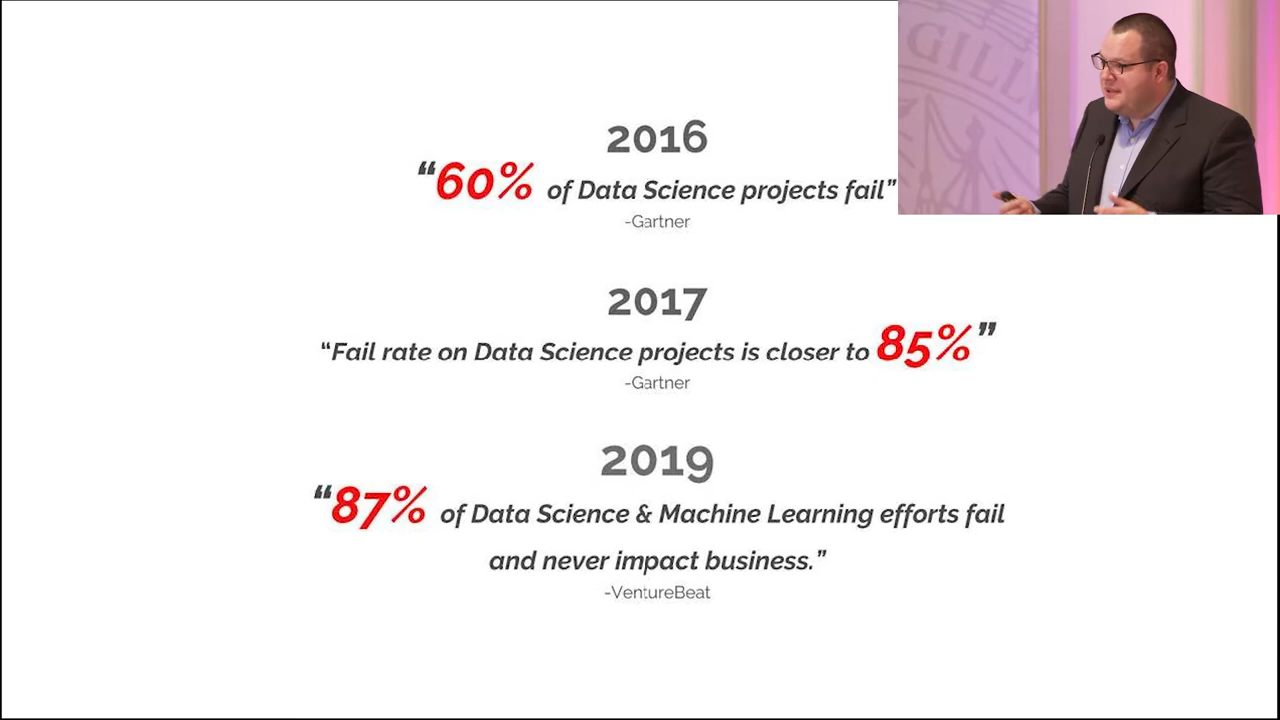 2016
“60% of Data Science projects fail”
-Gartner
2017
“Fail rate on Data Science projects is closer to 85%”
-Gartner
2019
“87% of Data Science & Machine Learning efforts fail
and never impact business.”
-VentureBeat